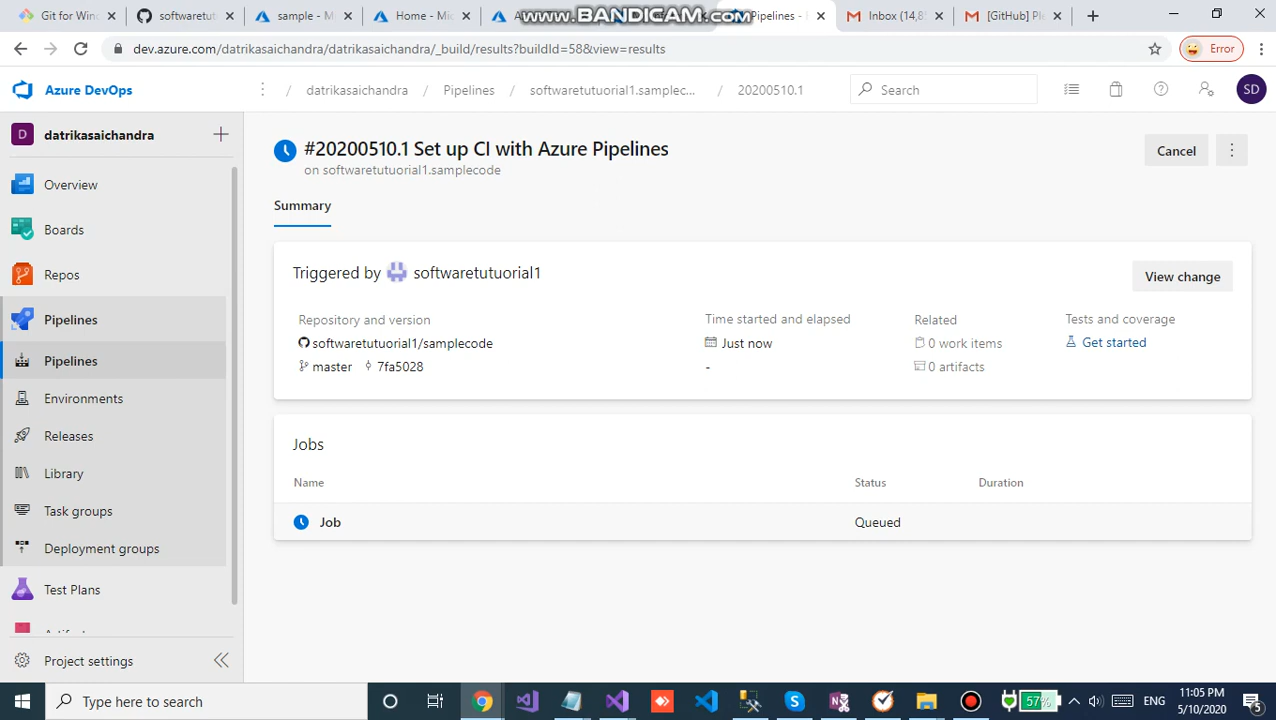 Git for Wind
softwaretut
sample - M
Home - Mic
A
www.BANDICAM.com
Pipelines -
Inbox (14,8
[GitHub] Pl
dev.azure.com/datrikasaichandra/datrikasaichandra/_build/results?buildId=58&view=results
Error
Azure DevOps
/ datrikasaichandra / Pipelines / softwaretutuorial1.samplec... / 20200510.1
Search
SD
D datrikasaichandra
Overview
Boards
Repos
Pipelines
Pipelines
Environments
Releases
Library
Task groups
Deployment groups
Test Plans
Project settings
#20200510.1 Set up CI with Azure Pipelines
on softwaretutuorial1.samplecode
Cancel
Summary
Triggered by softwaretutuorial1
View change
Repository and version
softwaretutuorial1/samplecode
master 7fa5028
Time started and elapsed
Just now
-
Related
0 work items
0 artifacts
Tests and coverage
Get started
Jobs
Name Status Duration
Job Queued
Type here to search
57%
ENG
11:05 PM
5/10/2020
5